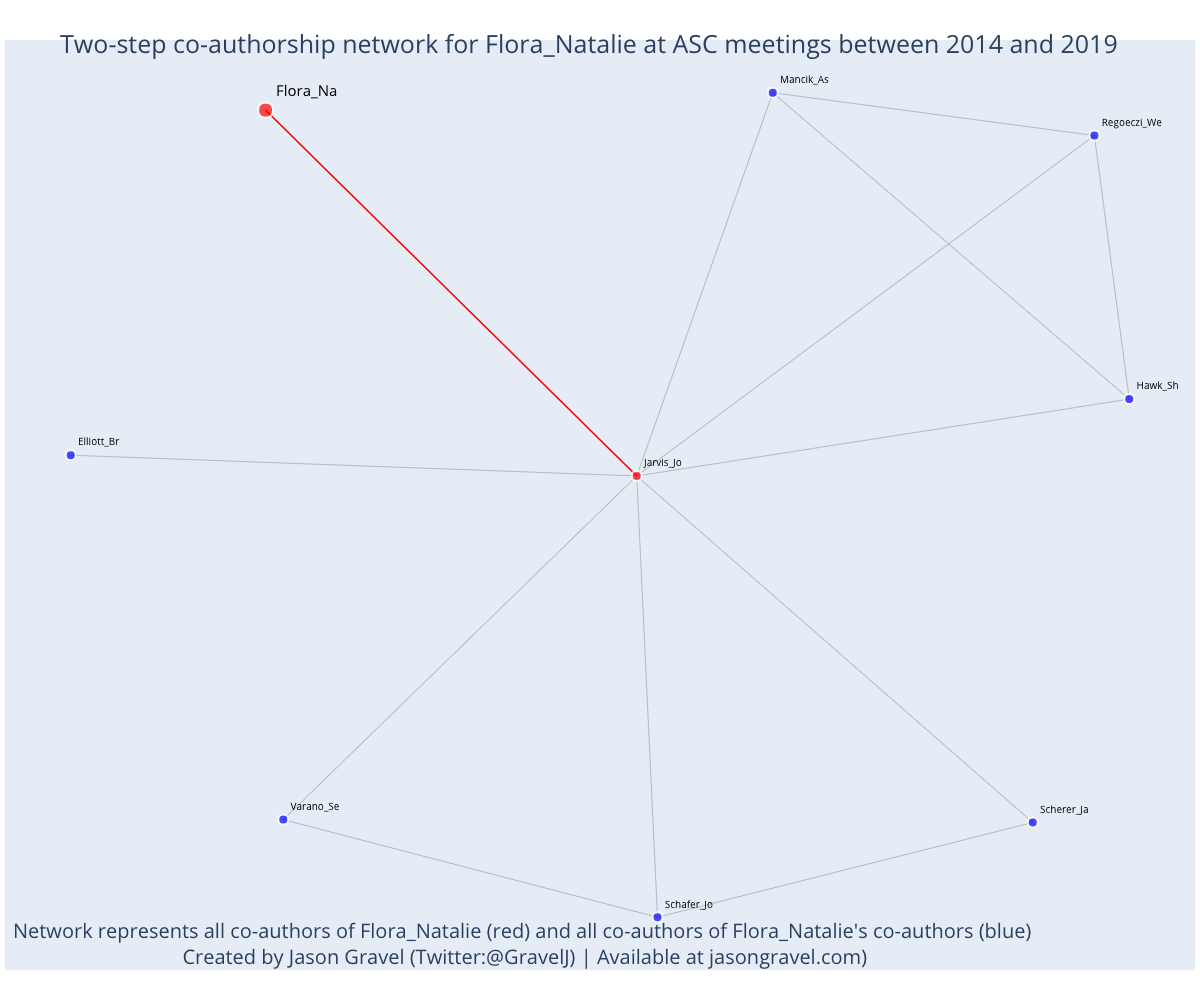 Two-step co-authorship network for Flora_Natalie at ASC meetings between 2014 and 2019
Mancik_As
Flora_Na
Regoeczi_We
Hawk_Sh
Elliott_Br
Jarvis_Jo
Varano_Se
Scherer_Ja
Schafer_Jo
Network represents all co-authors of Flora_Natalie (red) and all co-authors of Flora_Natalie's co-authors (blue)
Created by Jason Gravel (Twitter:@GravelJ) | Available at jasongravel.com)